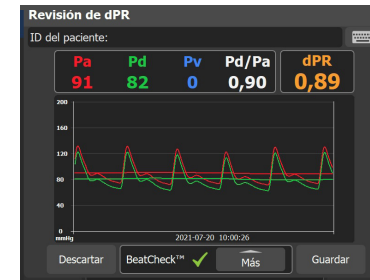 Revisión de dPR
ID del paciente:
Pa Pd Pv Pd/Pa dPR
91 82 0 0,90 0,89
200
160
120
80
40
0
mmHg
2021-07-20 10:00:26
Descartar BeatCheck™ Más Guardar